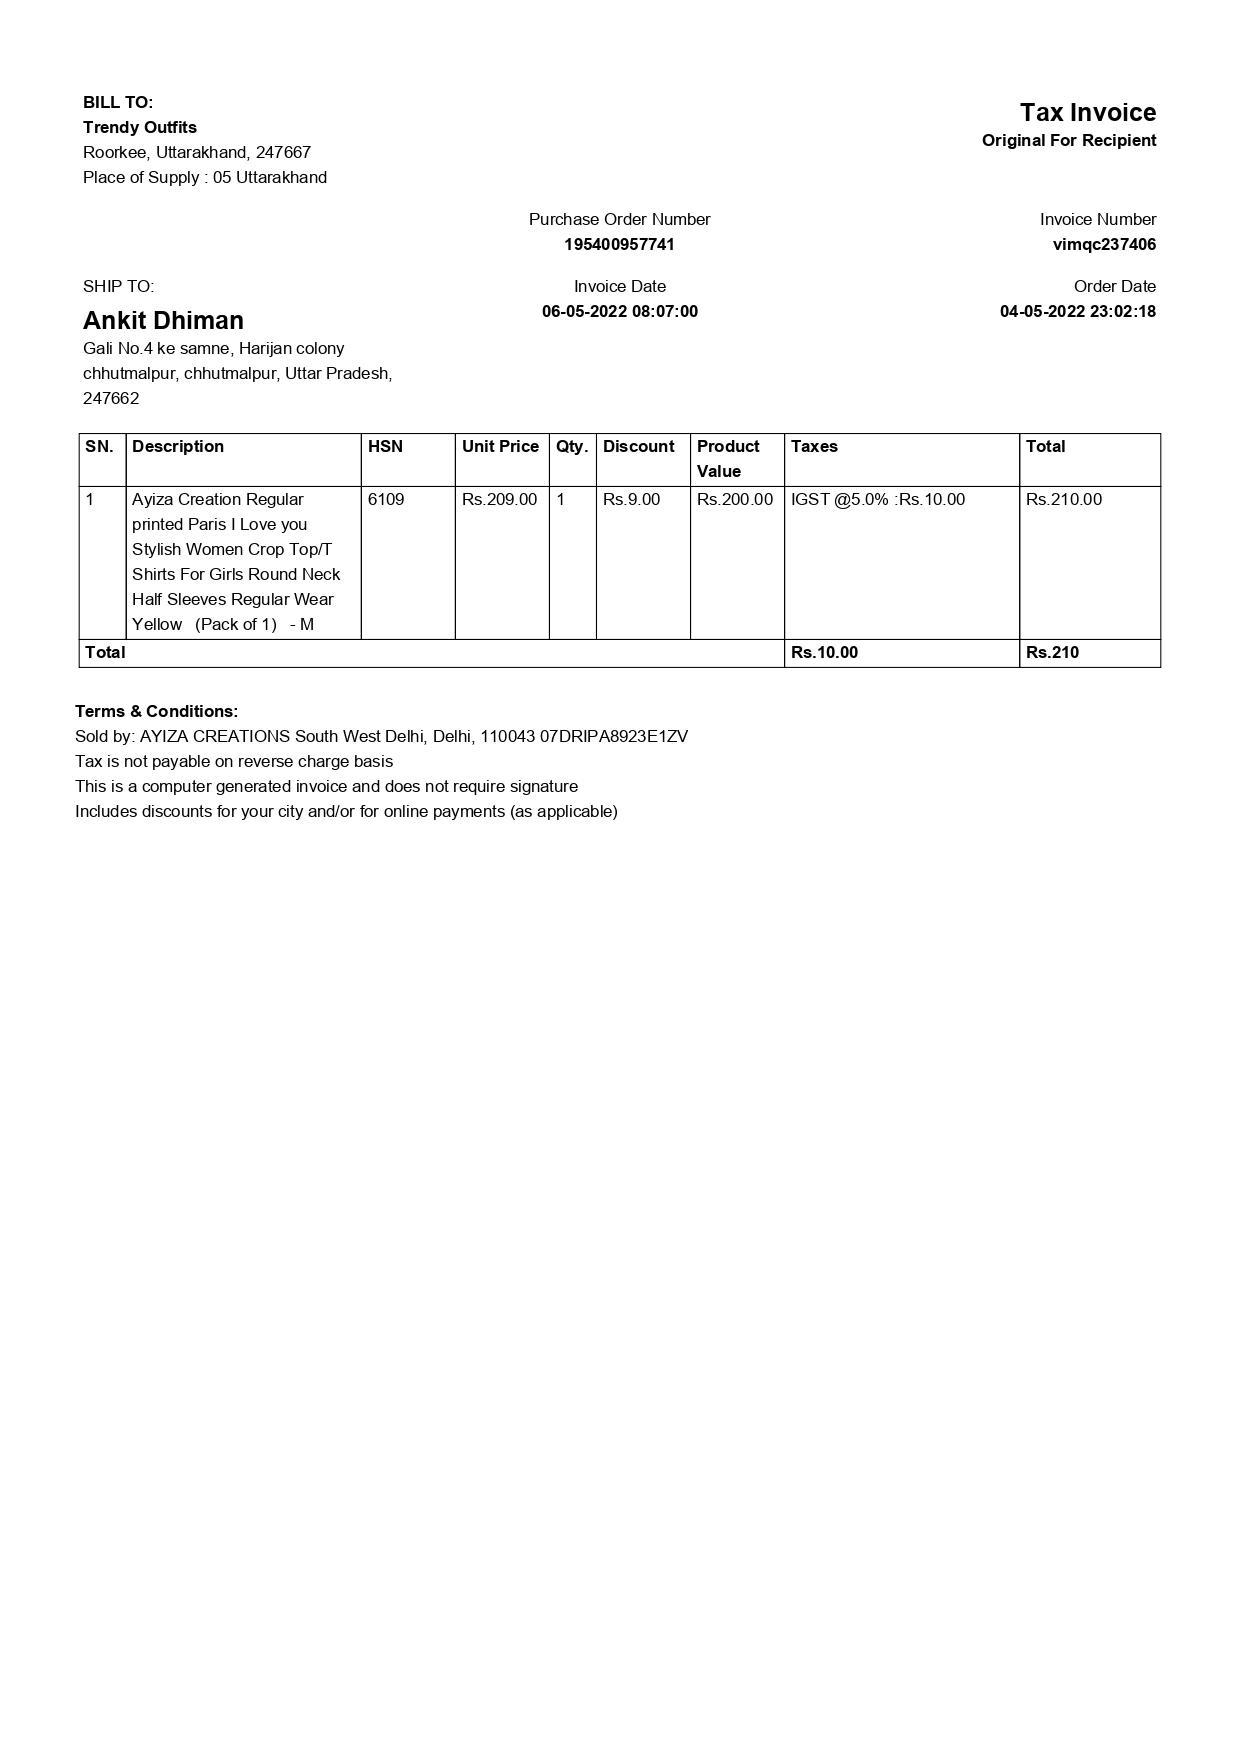 BILL TO:
Trendy Outfits
Roorkee, Uttarakhand, 247667
Place of Supply : 05 Uttarakhand
Tax Invoice
Original For Recipient
Purchase Order Number
195400957741
Invoice Number
vimqc237406
SHIP TO:
Ankit Dhiman
Gali No.4 ke samne, Harijan colony
chhutmalpur, chhutmalpur, Uttar Pradesh,
247662
Invoice Date
06-05-2022 08:07:00
Order Date
04-05-2022 23:02:18
SN. Description HSN Unit Price Qty. Discount Product Value Taxes Total
1 Ayiza Creation Regular 6109 Rs.209.00 1 Rs.9.00 Rs.200.00 IGST @5.0% :Rs.10.00 Rs.210.00
printed Paris I Love you
Stylish Women Crop Top/T
Shirts For Girls Round Neck
Half Sleeves Regular Wear
Yellow (Pack of 1) - M
Total Rs.10.00 Rs.210
Terms & Conditions:
Sold by: AYIZA CREATIONS South West Delhi, Delhi, 110043 07DRIPA8923E1ZV
Tax is not payable on reverse charge basis
This is a computer generated invoice and does not require signature
Includes discounts for your city and/or for online payments (as applicable)